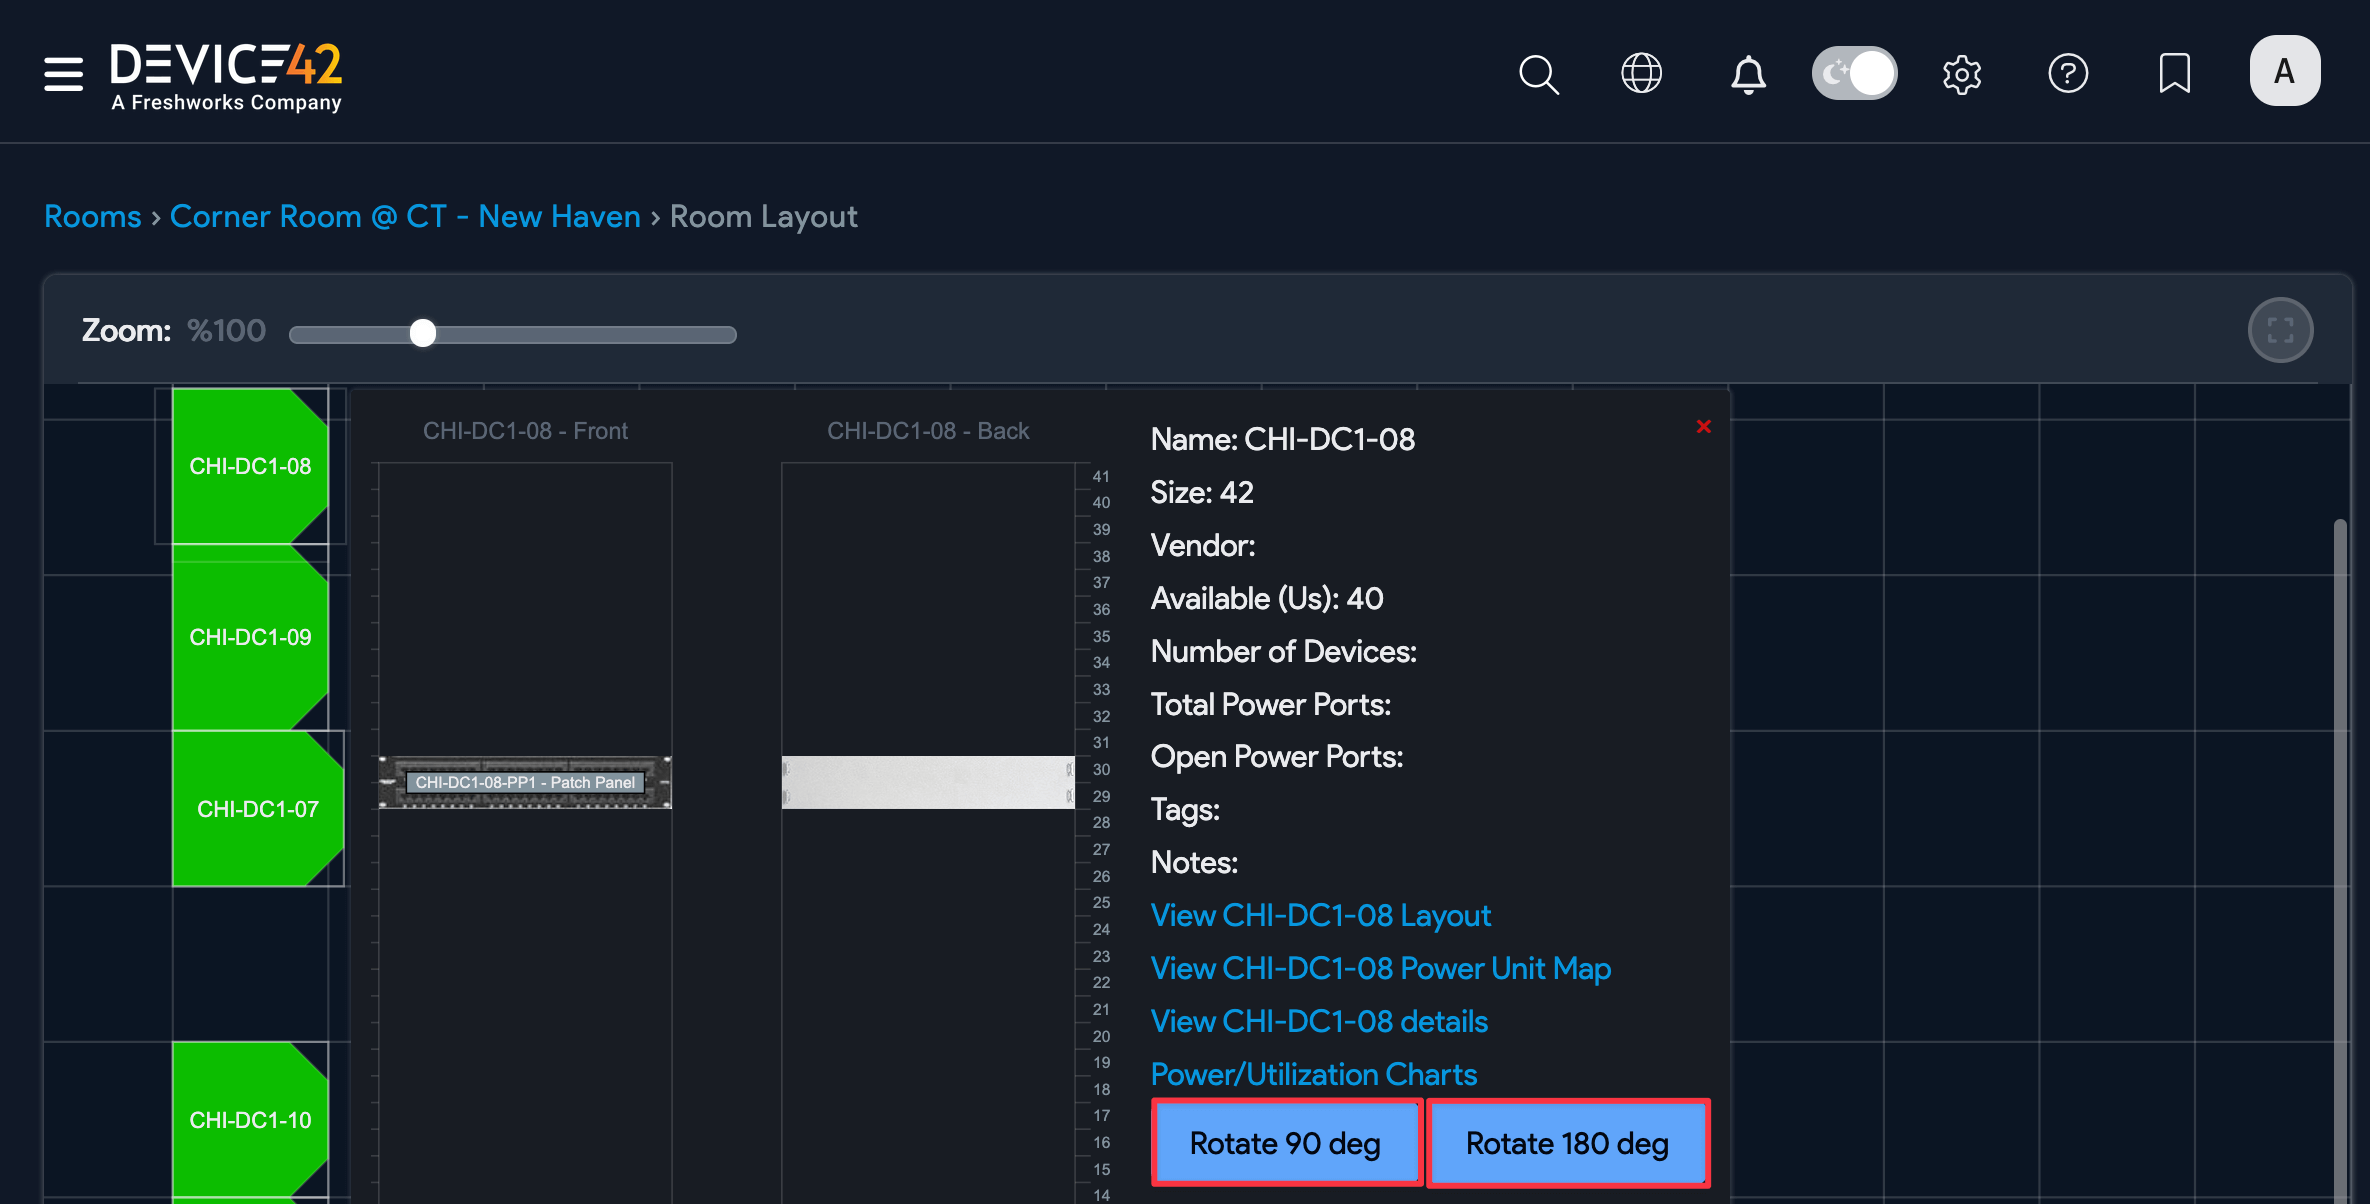 DEVICE42
A Freshworks Company
A
Rooms › Corner Room @ CT - New Haven › Room Layout
Zoom: %100
CHI-DC1-08
CHI-DC1-09
CHI-DC1-07
CHI-DC1-10
CHI-DC1-08 - Front
CHI-DC1-08-PP1 - Patch Panel
CHI-DC1-08 - Back
41
40
39
38
37
36
35
34
33
32
31
30
29
28
27
26
25
24
23
22
21
20
19
18
17
16
15
14
Name: CHI-DC1-08
Size: 42
Vendor:
Available (Us): 40
Number of Devices:
Total Power Ports:
Open Power Ports:
Tags:
Notes:
View CHI-DC1-08 Layout
View CHI-DC1-08 Power Unit Map
View CHI-DC1-08 details
Power/Utilization Charts
Rotate 90 deg
Rotate 180 deg